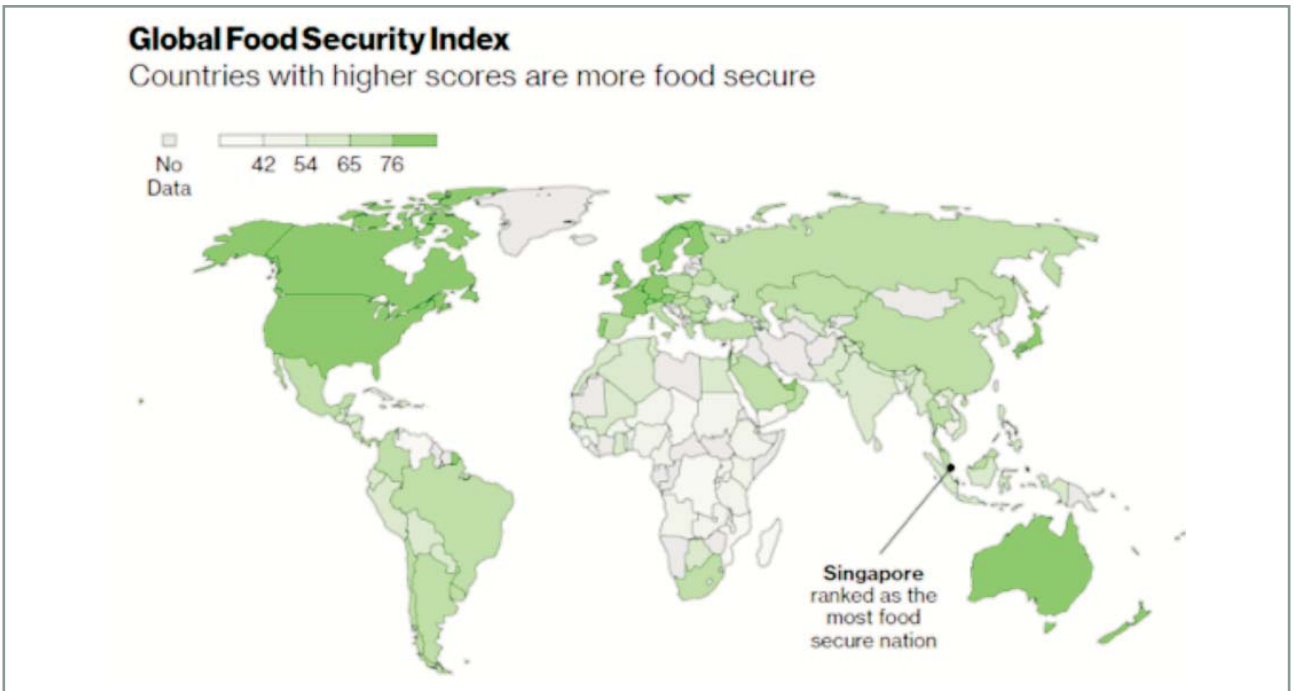 Global Food Security Index
Countries with higher scores are more food secure
No
Data
42 54 65 76
Singapore
ranked as the
most food
secure nation